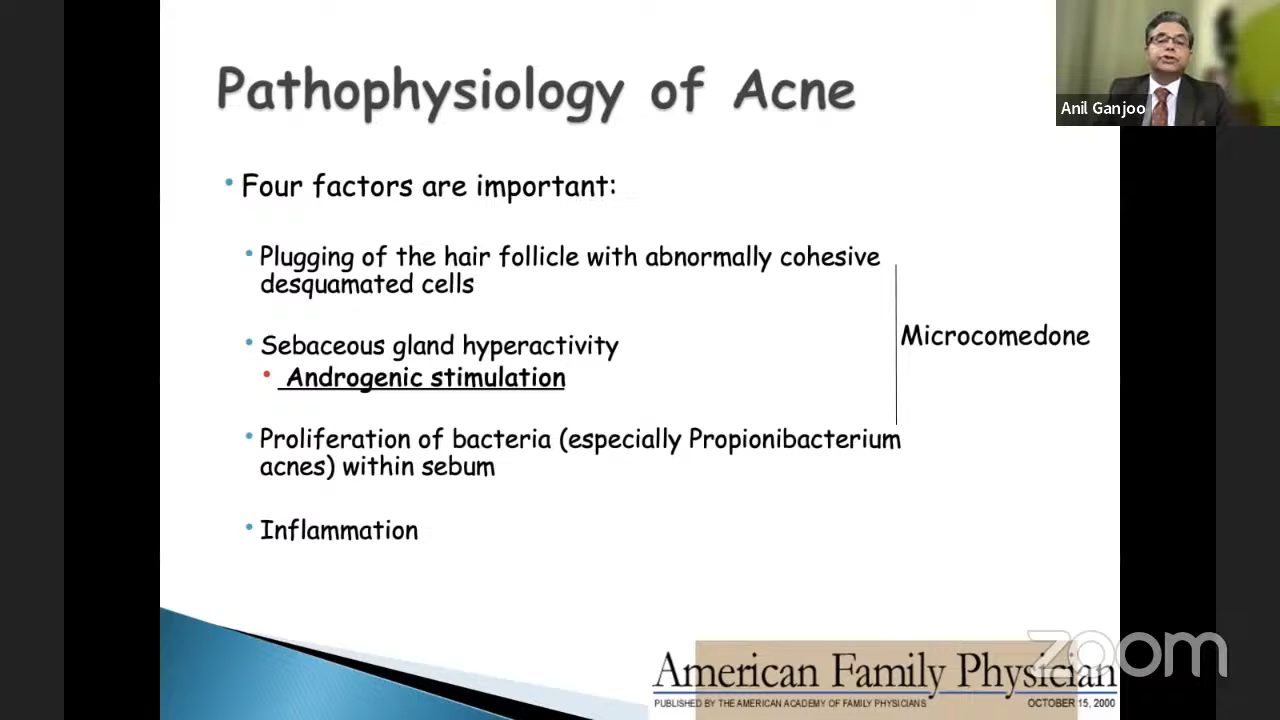 Pathophysiology of Acne
Anil Ganjoo
• Four factors are important:
• Plugging of the hair follicle with abnormally cohesive
desquamated cells
• Sebaceous gland hyperactivity
• Androgenic stimulation
• Proliferation of bacteria (especially Propionibacterium
acnes) within sebum
• Inflammation
Microcomedone
American Family Physician
PUBLISHED BY THE AMERICAN ACADEMY OF FAMILY PHYSICIANS
OCTOBER 15, 2000
zoom